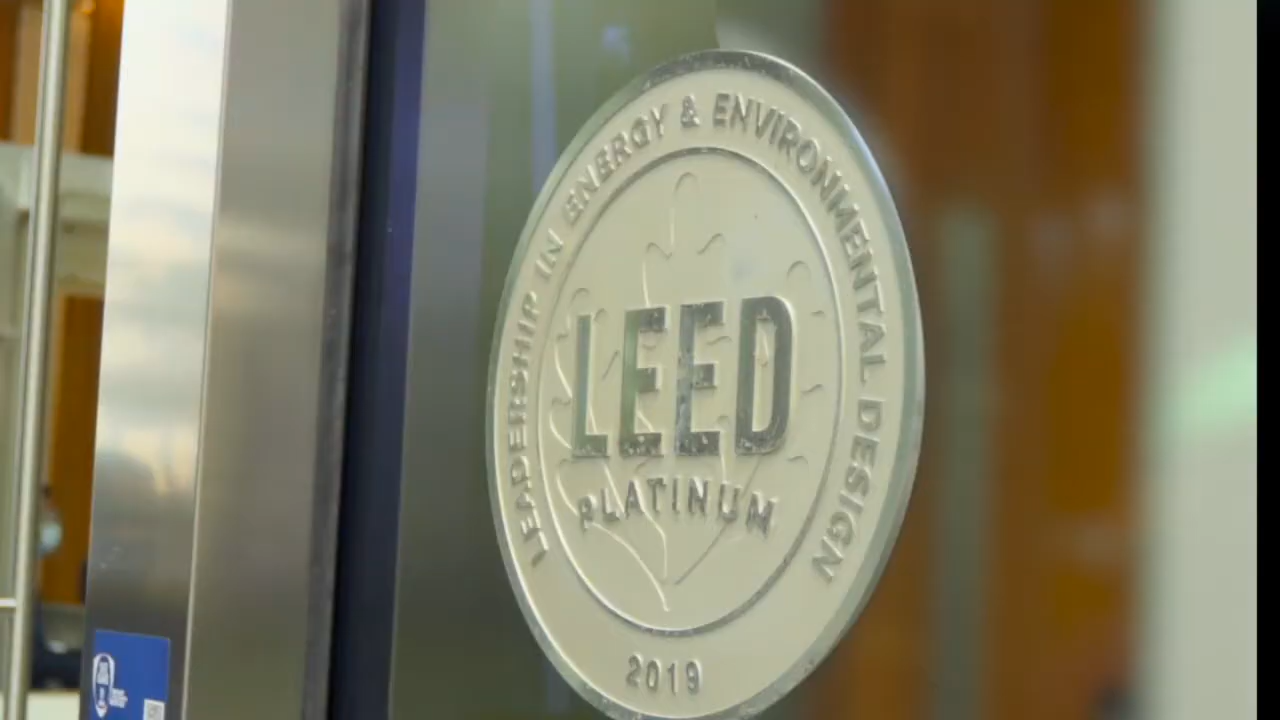 LEADERSHIP IN ENERGY & ENVIRONMENTAL DESIGN
LEED
PLATINUM
2019